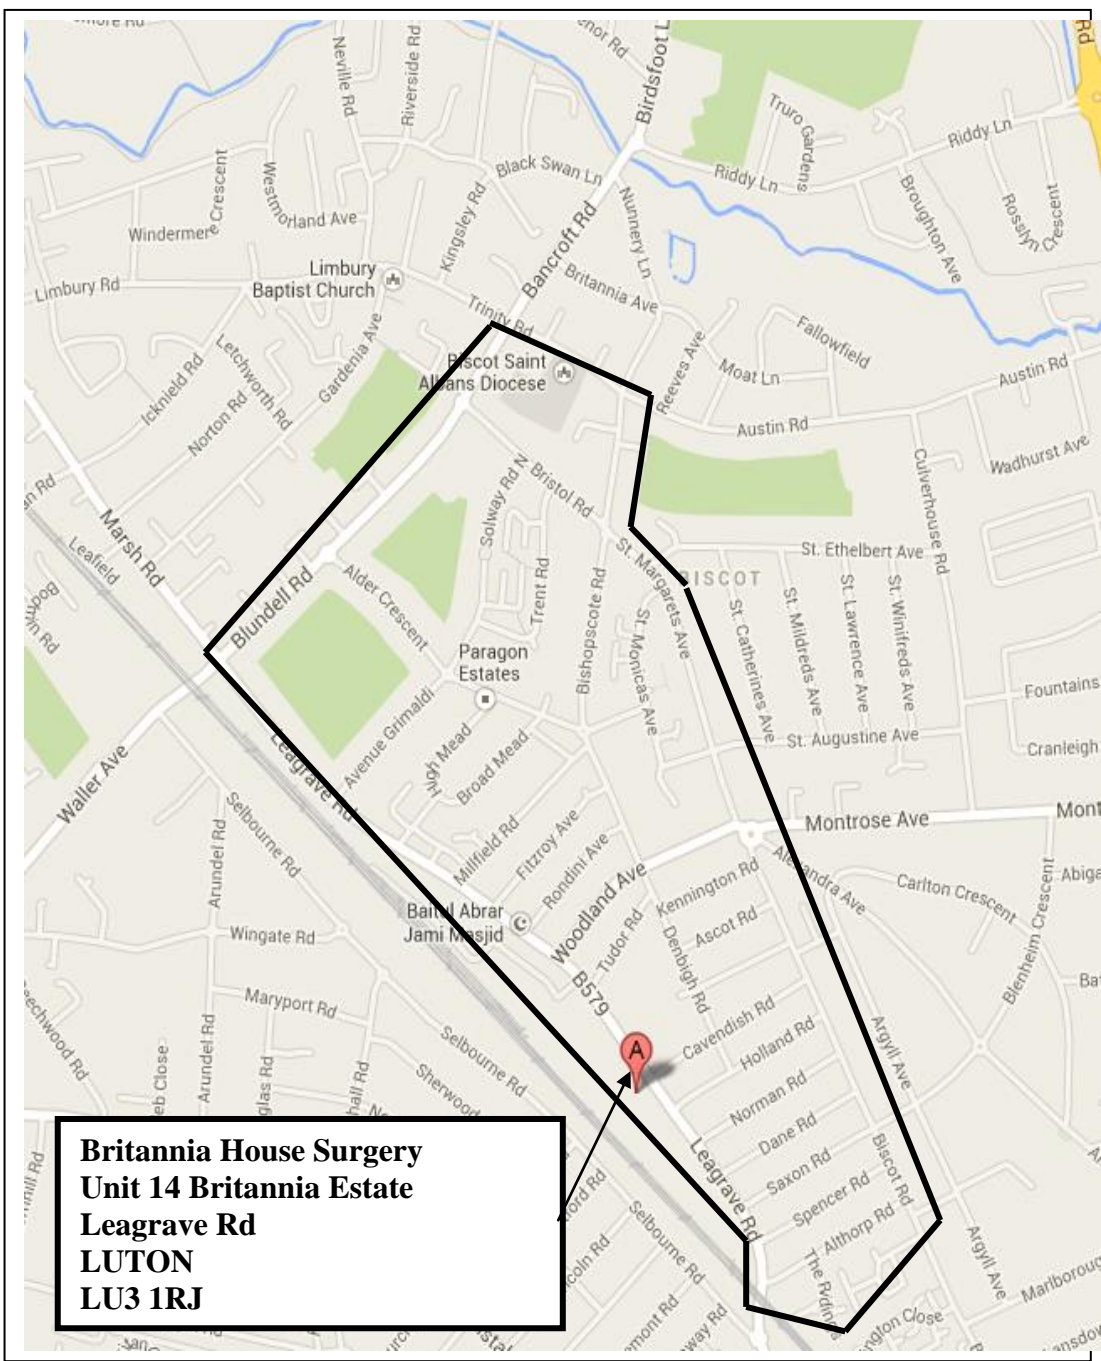 Neville Rd
Riverside Rd
Birdsfoot L
Rd
Truro Gardens
Riddy Ln
Riddy Ln
Black Swan Ln
Nunnery Ln
Broughton Ave
Rosslyn Crescent
Westmorland Ave
Windermere Crescent
Kingsley Rd
Bancroft Rd
Limbury
Baptist Church
Limbury Rd
Britannia Ave
Trinity Rd
Fallowfield
Gardenia Ave
Letchworth Rd
Icknield Rd
Norton Rd
Biscot Saint
Albans Diocese
Reeves Ave
Moat Ln
Austin Rd
Austin Rd
Wadhurst Ave
Culverhouse Rd
Marsh Rd
Leafield
Solway Rd N
Bristol Rd
Trent Rd
St. Margarets Ave
BISCOT
St. Ethelbert Ave
Blundell Rd
Alder Crescent
Bishopscote Rd
St. Monicas Ave
St. Catherines Ave
St. Mildreds Ave
St. Lawrence Ave
St. Winifreds Ave
Paragon
Estates
Fountains
Avenue Grimaldi
High Mead
Broad Mead
St. Augustine Ave
Cranleigh
Waller Ave
Leagrave Rd
Selbourne Rd
Arundel Rd
Millfield Rd
Fitzroy Ave
Rondini Ave
Montrose Ave
Mont
Woodland Ave
Kennington Rd
Alexandra Ave
Carlton Crescent
Abiga
Blenheim Crescent
Baitul Abrar
Jami Masjid
Wingate Rd
Tudor Rd
Denbigh Rd
Ascot Rd
B579
Maryport Rd
Arundel Rd
Selbourne Rd
A
Cavendish Rd
Holland Rd
Argyll Ave
Norman Rd
Dane Rd
Saxon Rd
Biscot Rd
Spencer Rd
Althorp Rd
Leagrave Rd
Selbourne Rd
Argyll Ave
Britannia House Surgery
Unit 14 Britannia Estate
Leagrave Rd
LUTON
LU3 1RJ